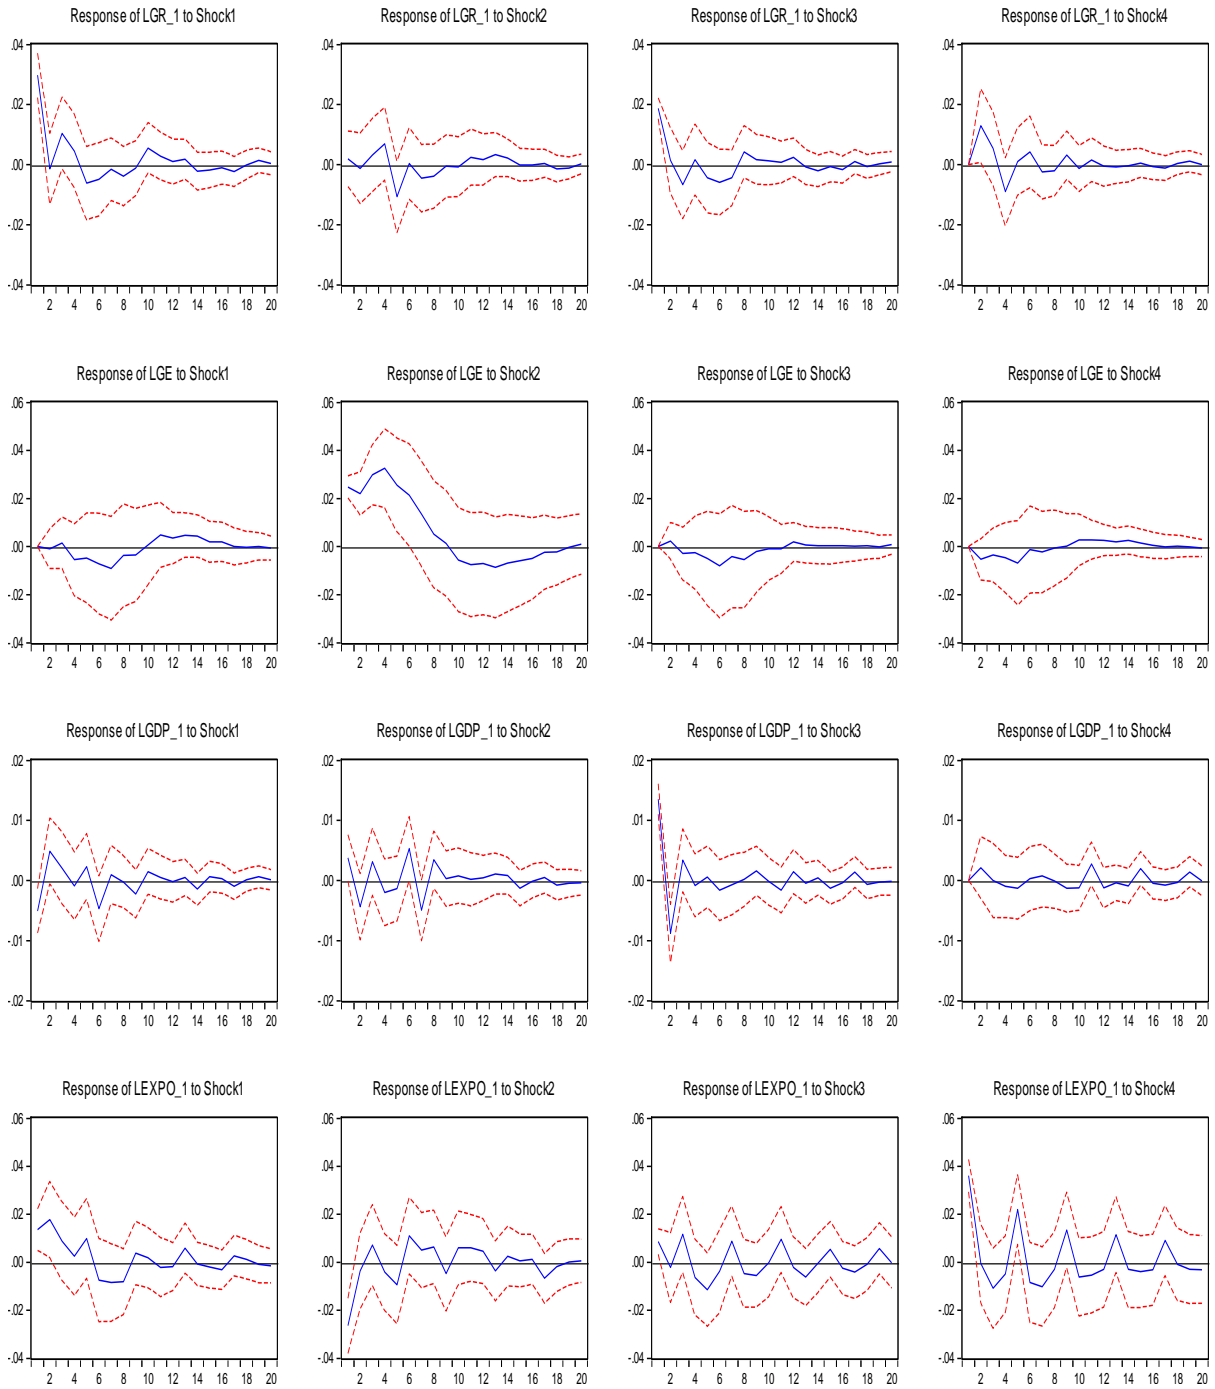 Response of LGR_1 to Shock1
Response of LGR_1 to Shock2
Response of LGR_1 to Shock3
Response of LGR_1 to Shock4
.04 .04 .04 .04
.02 .02 .02 .02
.00 .00 .00 .00
-.02 -.02 -.02 -.02
-.04 -.04 -.04 -.04
2 4 6 8 10 12 14 16 18 20
2 4 6 8 10 12 14 16 18 20
2 4 6 8 10 12 14 16 18 20
2 4 6 8 10 12 14 16 18 20
Response of LGE to Shock1
Response of LGE to Shock2
Response of LGE to Shock3
Response of LGE to Shock4
.06 .06 .06 .06
.04 .04 .04 .04
.02 .02 .02 .02
.00 .00 .00 .00
-.02 -.02 -.02 -.02
-.04 -.04 -.04 -.04
2 4 6 8 10 12 14 16 18 20
2 4 6 8 10 12 14 16 18 20
2 4 6 8 10 12 14 16 18 20
2 4 6 8 10 12 14 16 18 20
Response of LGDP_1 to Shock1
Response of LGDP_1 to Shock2
Response of LGDP_1 to Shock3
Response of LGDP_1 to Shock4
.02 .02 .02 .02
.01 .01 .01 .01
.00 .00 .00 .00
-.01 -.01 -.01 -.01
-.02 -.02 -.02 -.02
2 4 6 8 10 12 14 16 18 20
2 4 6 8 10 12 14 16 18 20
2 4 6 8 10 12 14 16 18 20
2 4 6 8 10 12 14 16 18 20
Response of LEXPO_1 to Shock1
Response of LEXPO_1 to Shock2
Response of LEXPO_1 to Shock3
Response of LEXPO_1 to Shock4
.06 .06 .06 .06
.04 .04 .04 .04
.02 .02 .02 .02
.00 .00 .00 .00
-.02 -.02 -.02 -.02
-.04 -.04 -.04 -.04
2 4 6 8 10 12 14 16 18 20
2 4 6 8 10 12 14 16 18 20
2 4 6 8 10 12 14 16 18 20
2 4 6 8 10 12 14 16 18 20